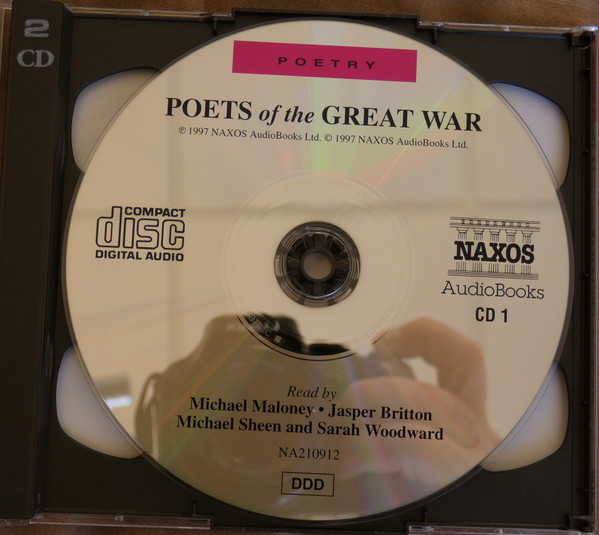 2
CD
POETRY
POETS of the GREAT WAR
℗ 1997 NAXOS AudioBooks Ltd. © 1997 NAXOS AudioBooks Ltd.
COMPACT
disc
DIGITAL AUDIO
NAXOS
AudioBooks
CD 1
Read by
Michael Maloney • Jasper Britton
Michael Sheen and Sarah Woodward
NA210912
DDD